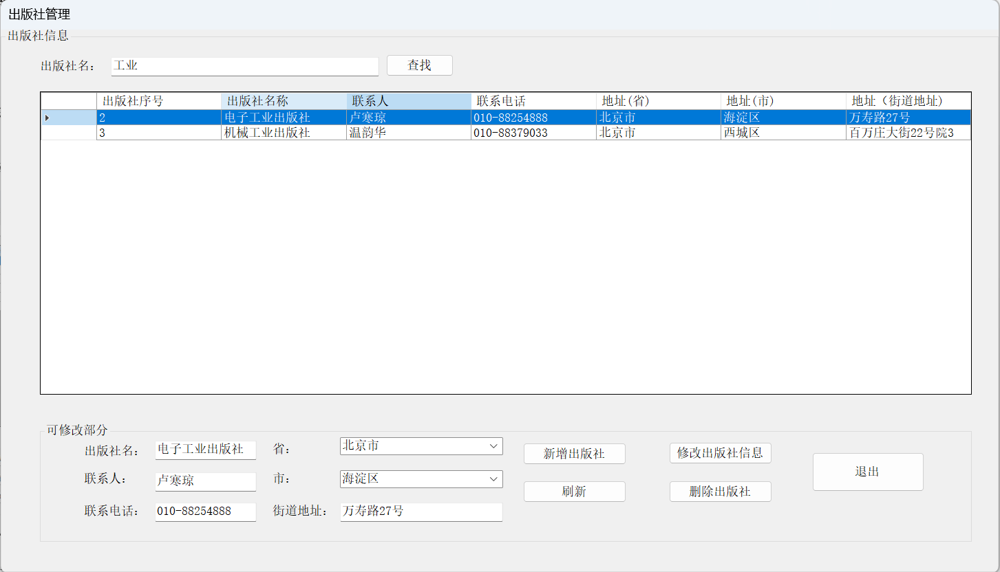 出版社管理
出版社信息
出版社名： 工业 查找
出版社序号 出版社名称 联系人 联系电话 地址(省) 地址(市) 地址（街道地址)
2 电子工业出版社 卢寒琼 010-88254888 北京市 海淀区 万寿路27号
3 机械工业出版社 温韵华 010-88379033 北京市 西城区 百万庄大街22号院3
可修改部分
出版社名： 电子工业出版社 省： 北京市 新增出版社 修改出版社信息
联系人： 卢寒琼 市： 海淀区 刷新 删除出版社 退出
联系电话： 010-88254888 街道地址： 万寿路27号